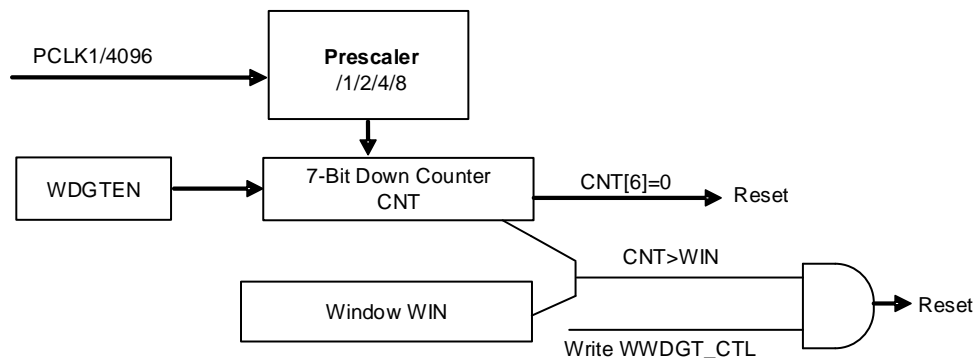 PCLK1/4096
Prescaler
/1/2/4/8
WDGTEN
7-Bit Down Counter
CNT
CNT[6]=0
Reset
CNT>WIN
Window WIN
Reset
Write WWDGT_CTL